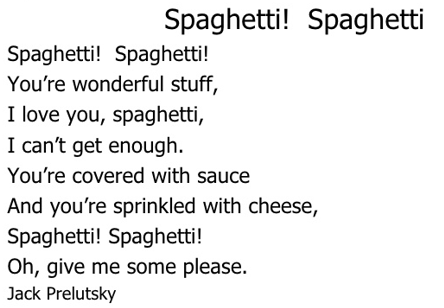 Spaghetti!  Spaghetti
Spaghetti!  Spaghetti!
You’re wonderful stuff,
I love you, spaghetti,
I can’t get enough.
You’re covered with sauce
And you’re sprinkled with cheese,
Spaghetti! Spaghetti!
Oh, give me some please.
Jack Prelutsky